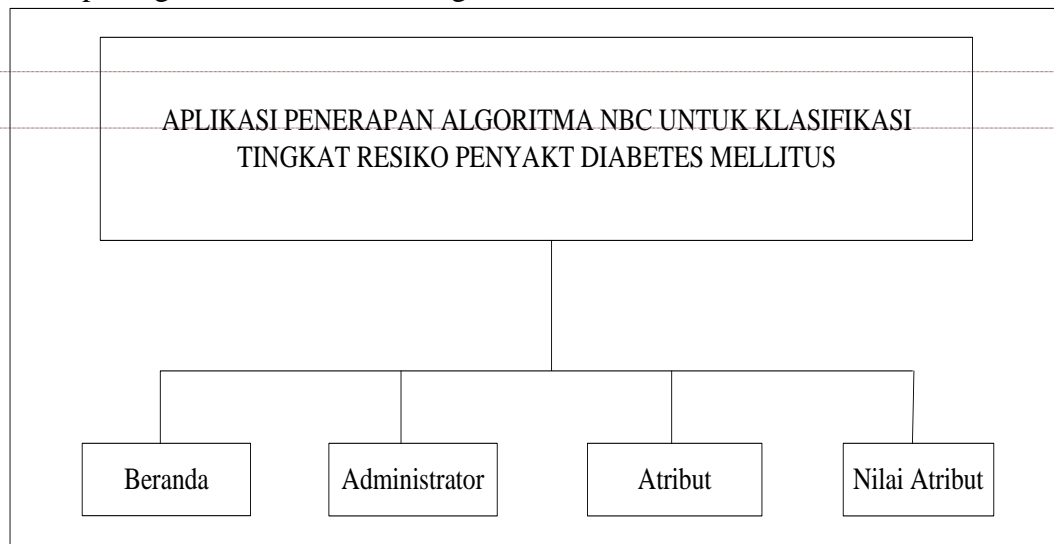 APLIKASI PENERAPAN ALGORITMA NBC UNTUK KLASIFIKASI
TINGKAT RESIKO PENYAKT DIABETES MELLITUS
Beranda
Administrator
Atribut
Nilai Atribut